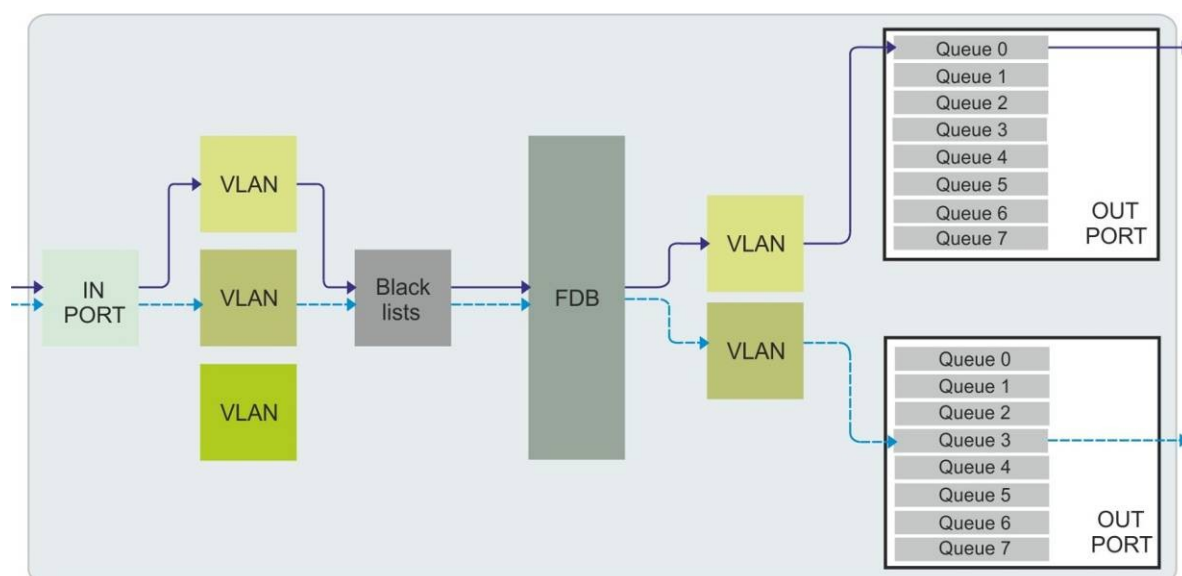 IN
PORT
VLAN
VLAN
VLAN
Black
lists
FDB
VLAN
VLAN
Queue 0
Queue 1
Queue 2
Queue 3
Queue 4
Queue 5
Queue 6
Queue 7
OUT
PORT
Queue 0
Queue 1
Queue 2
Queue 3
Queue 4
Queue 5
Queue 6
Queue 7
OUT
PORT